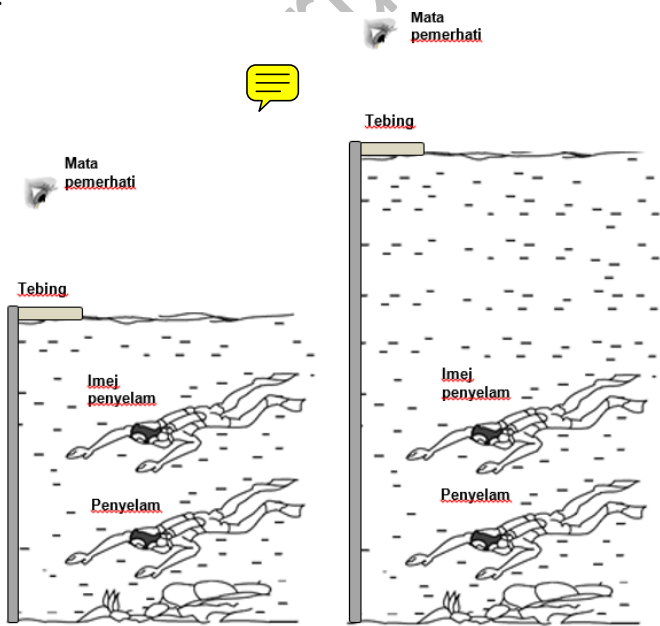 Mata
pemerhati
Tebing
Imej
penyelam
Penyelam
Mata
pemerhati
Tebing
Imej
penyelam
Penyelam